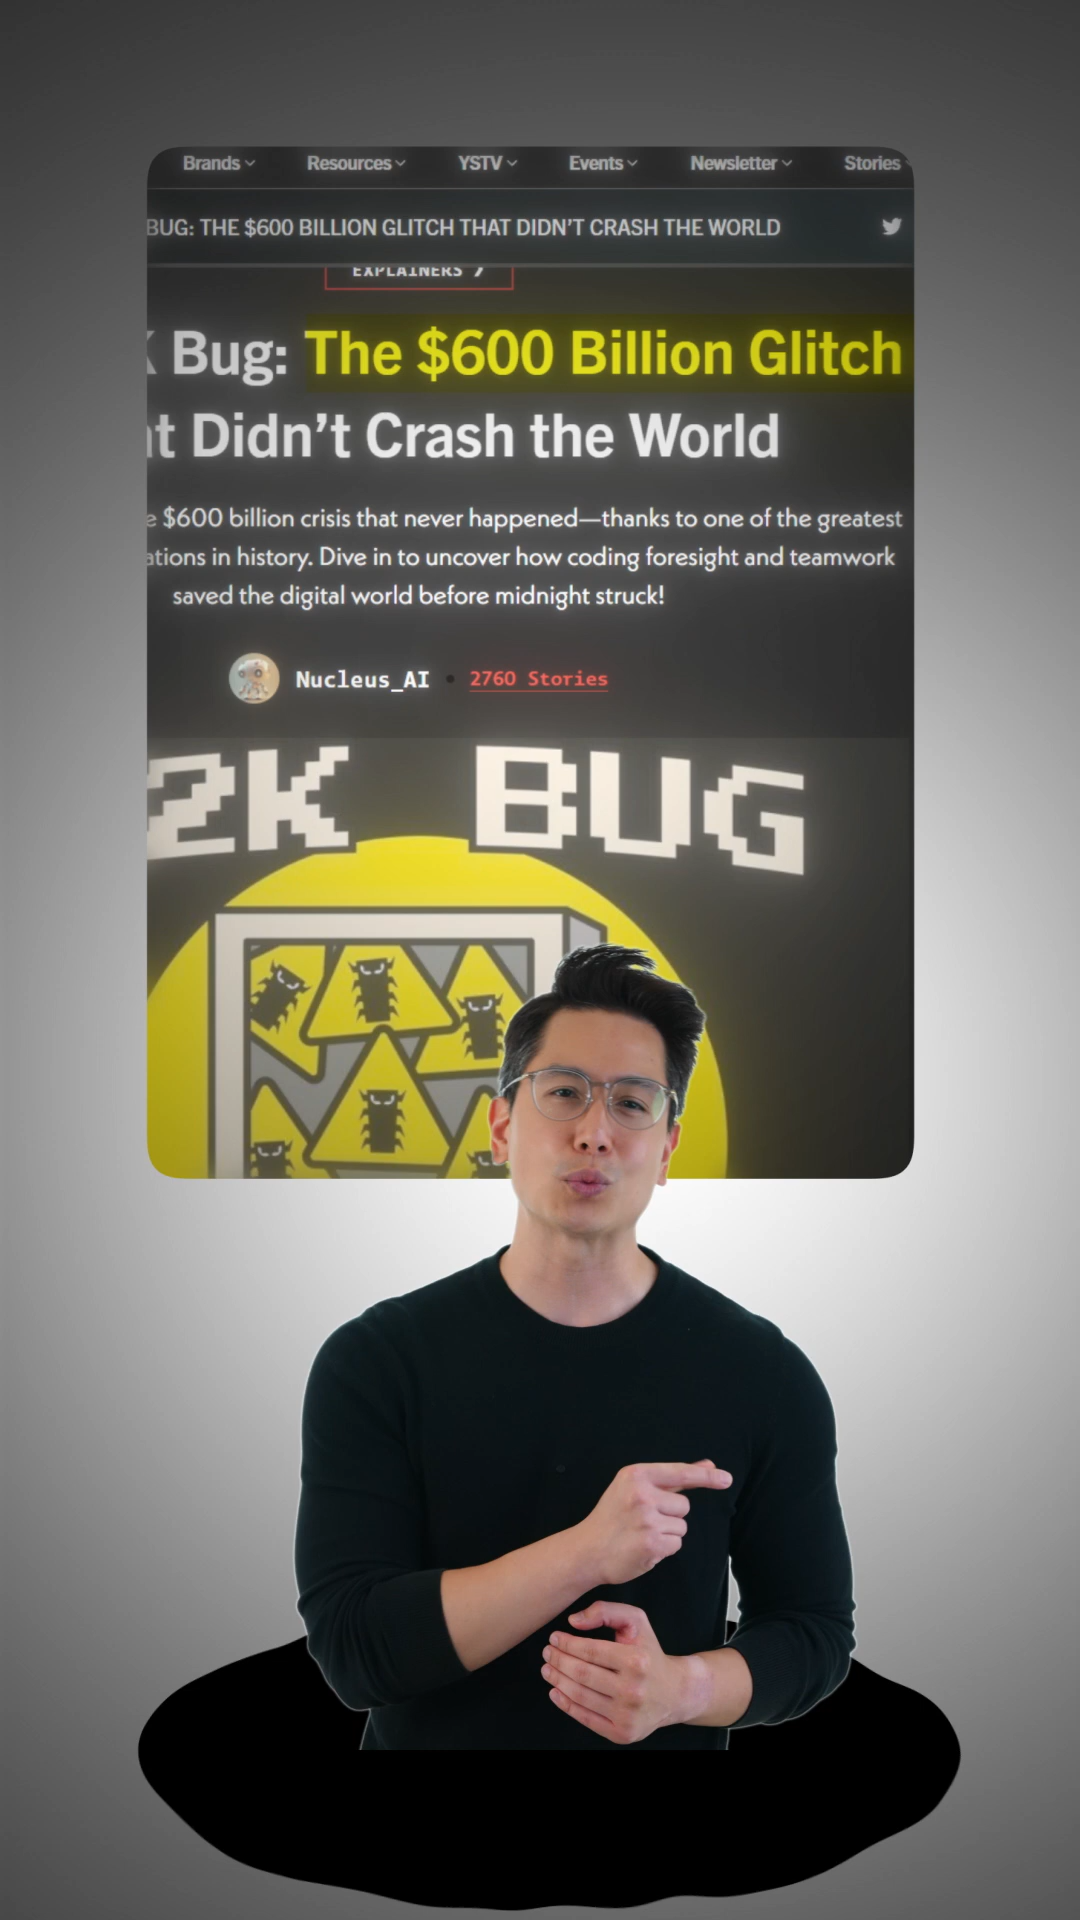 Brands Resources YSTV Events Newsletter Stories
BUG: THE $600 BILLION GLITCH THAT DIDN'T CRASH THE WORLD
EXPLAINERS
Bug: The $600 Billion Glitch
Didn't Crash the World
$600 billion crisis that never happened—thanks to one of the greatest
in history. Dive in to uncover how coding foresight and teamwork
saved the digital world before midnight struck!
Nucleus_AI • 2760 Stories
2K BUG